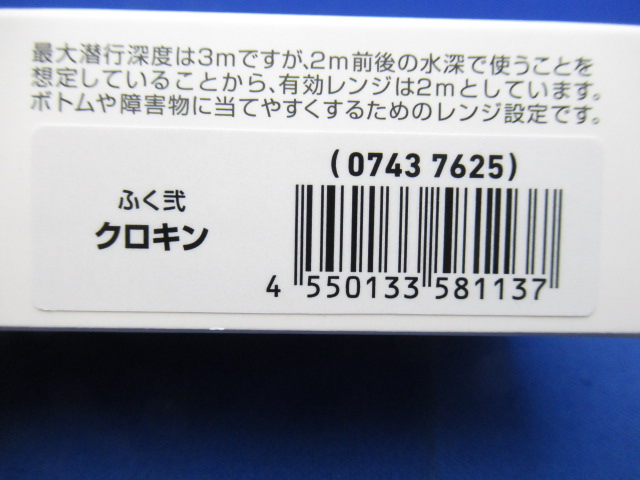 最大潜行深度は3mですが、2m前後の水深で使うことを
想定していることから、有効レンジは2mとしています。
ボトムや障害物に当てやすくするためのレンジ設定です。
(0743 7625)
ふく弐
クロキン
4 550133 581137